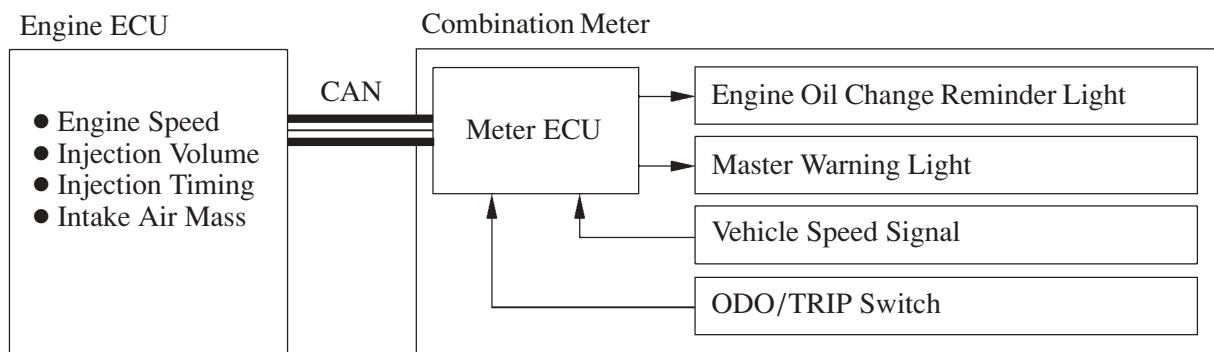 Engine ECU
Combination Meter
CAN
● Engine Speed
● Injection Volume
● Injection Timing
● Intake Air Mass
Meter ECU
Engine Oil Change Reminder Light
Master Warning Light
Vehicle Speed Signal
ODO/TRIP Switch